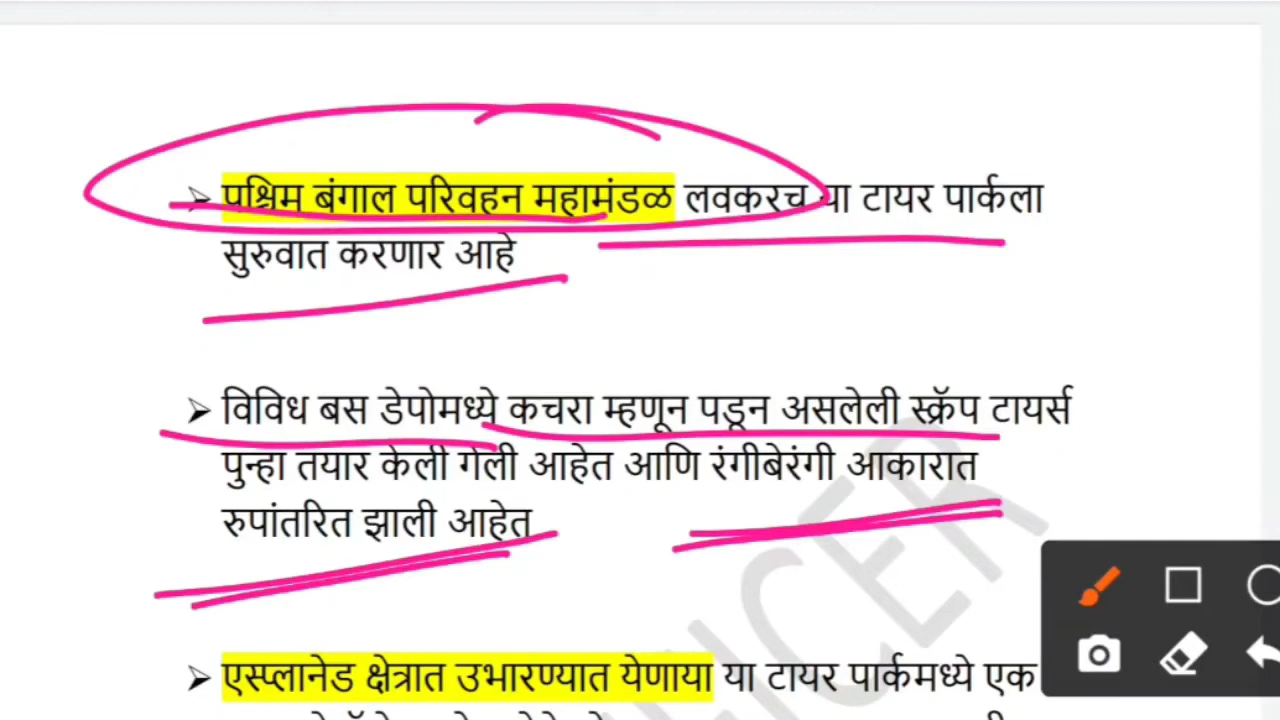 ➢ पश्चिम बंगाल परिवहन महामंडळ लवकरच या टायर पार्कला
सुरुवात करणार आहे
➢ विविध बस डेपोमध्ये कचरा म्हणून पडून असलेली स्क्रॅप टायर्स
पुन्हा तयार केली गेली आहेत आणि रंगीबेरंगी आकारात
रुपांतरित झाली आहेत
➢ एस्प्लानेड क्षेत्रात उभारण्यात येणाया या टायर पार्कमध्ये एक